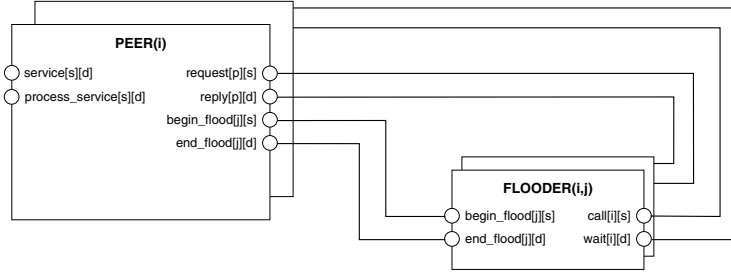 PEER(i)
service[s][d]
process_service[s][d]
request[p][s]
reply[p][d]
begin_flood[j][s]
end_flood[j][d]
FLOODER(i,j)
begin_flood[j][s]
end_flood[j][d]
call[i][s]
wait[i][d]